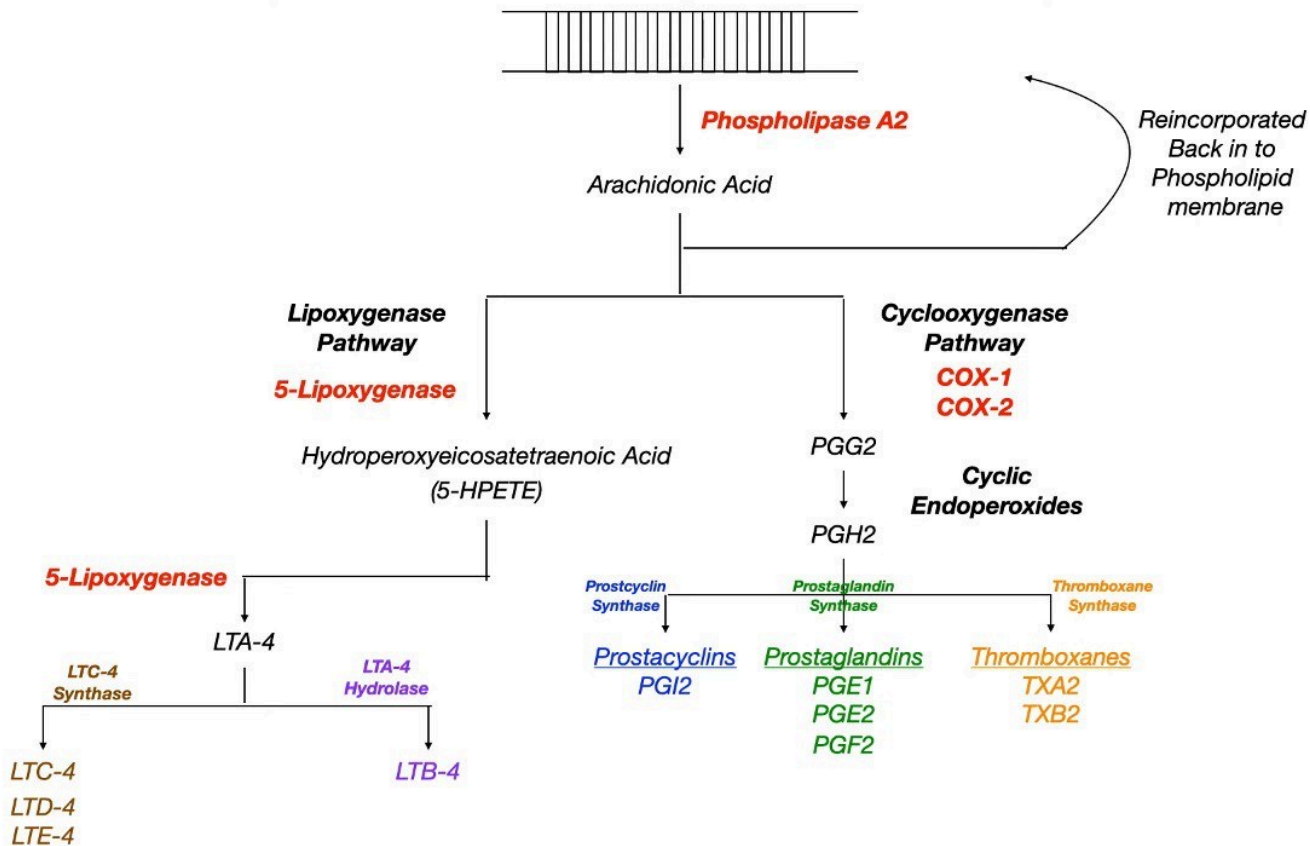 Phospholipase A2
Arachidonic Acid
Reincorporated
Back in to
Phospholipid
membrane
Lipoxygenase
Pathway
5-Lipoxygenase
Cyclooxygenase
Pathway
COX-1
COX-2
Hydroperoxyeicosatetraenoic Acid
(5-HPETE)
PGG2
Cyclic
Endoperoxides
PGH2
5-Lipoxygenase
LTA-4
LTC-4
Synthase
LTA-4
Hydrolase
LTC-4
LTD-4
LTE-4
LTB-4
Prostcyclin
Synthase
Prostaglandin
Synthase
Thromboxane
Synthase
Prostacyclins
PGI2
Prostaglandins
PGE1
PGE2
PGF2
Thromboxanes
TXA2
TXB2